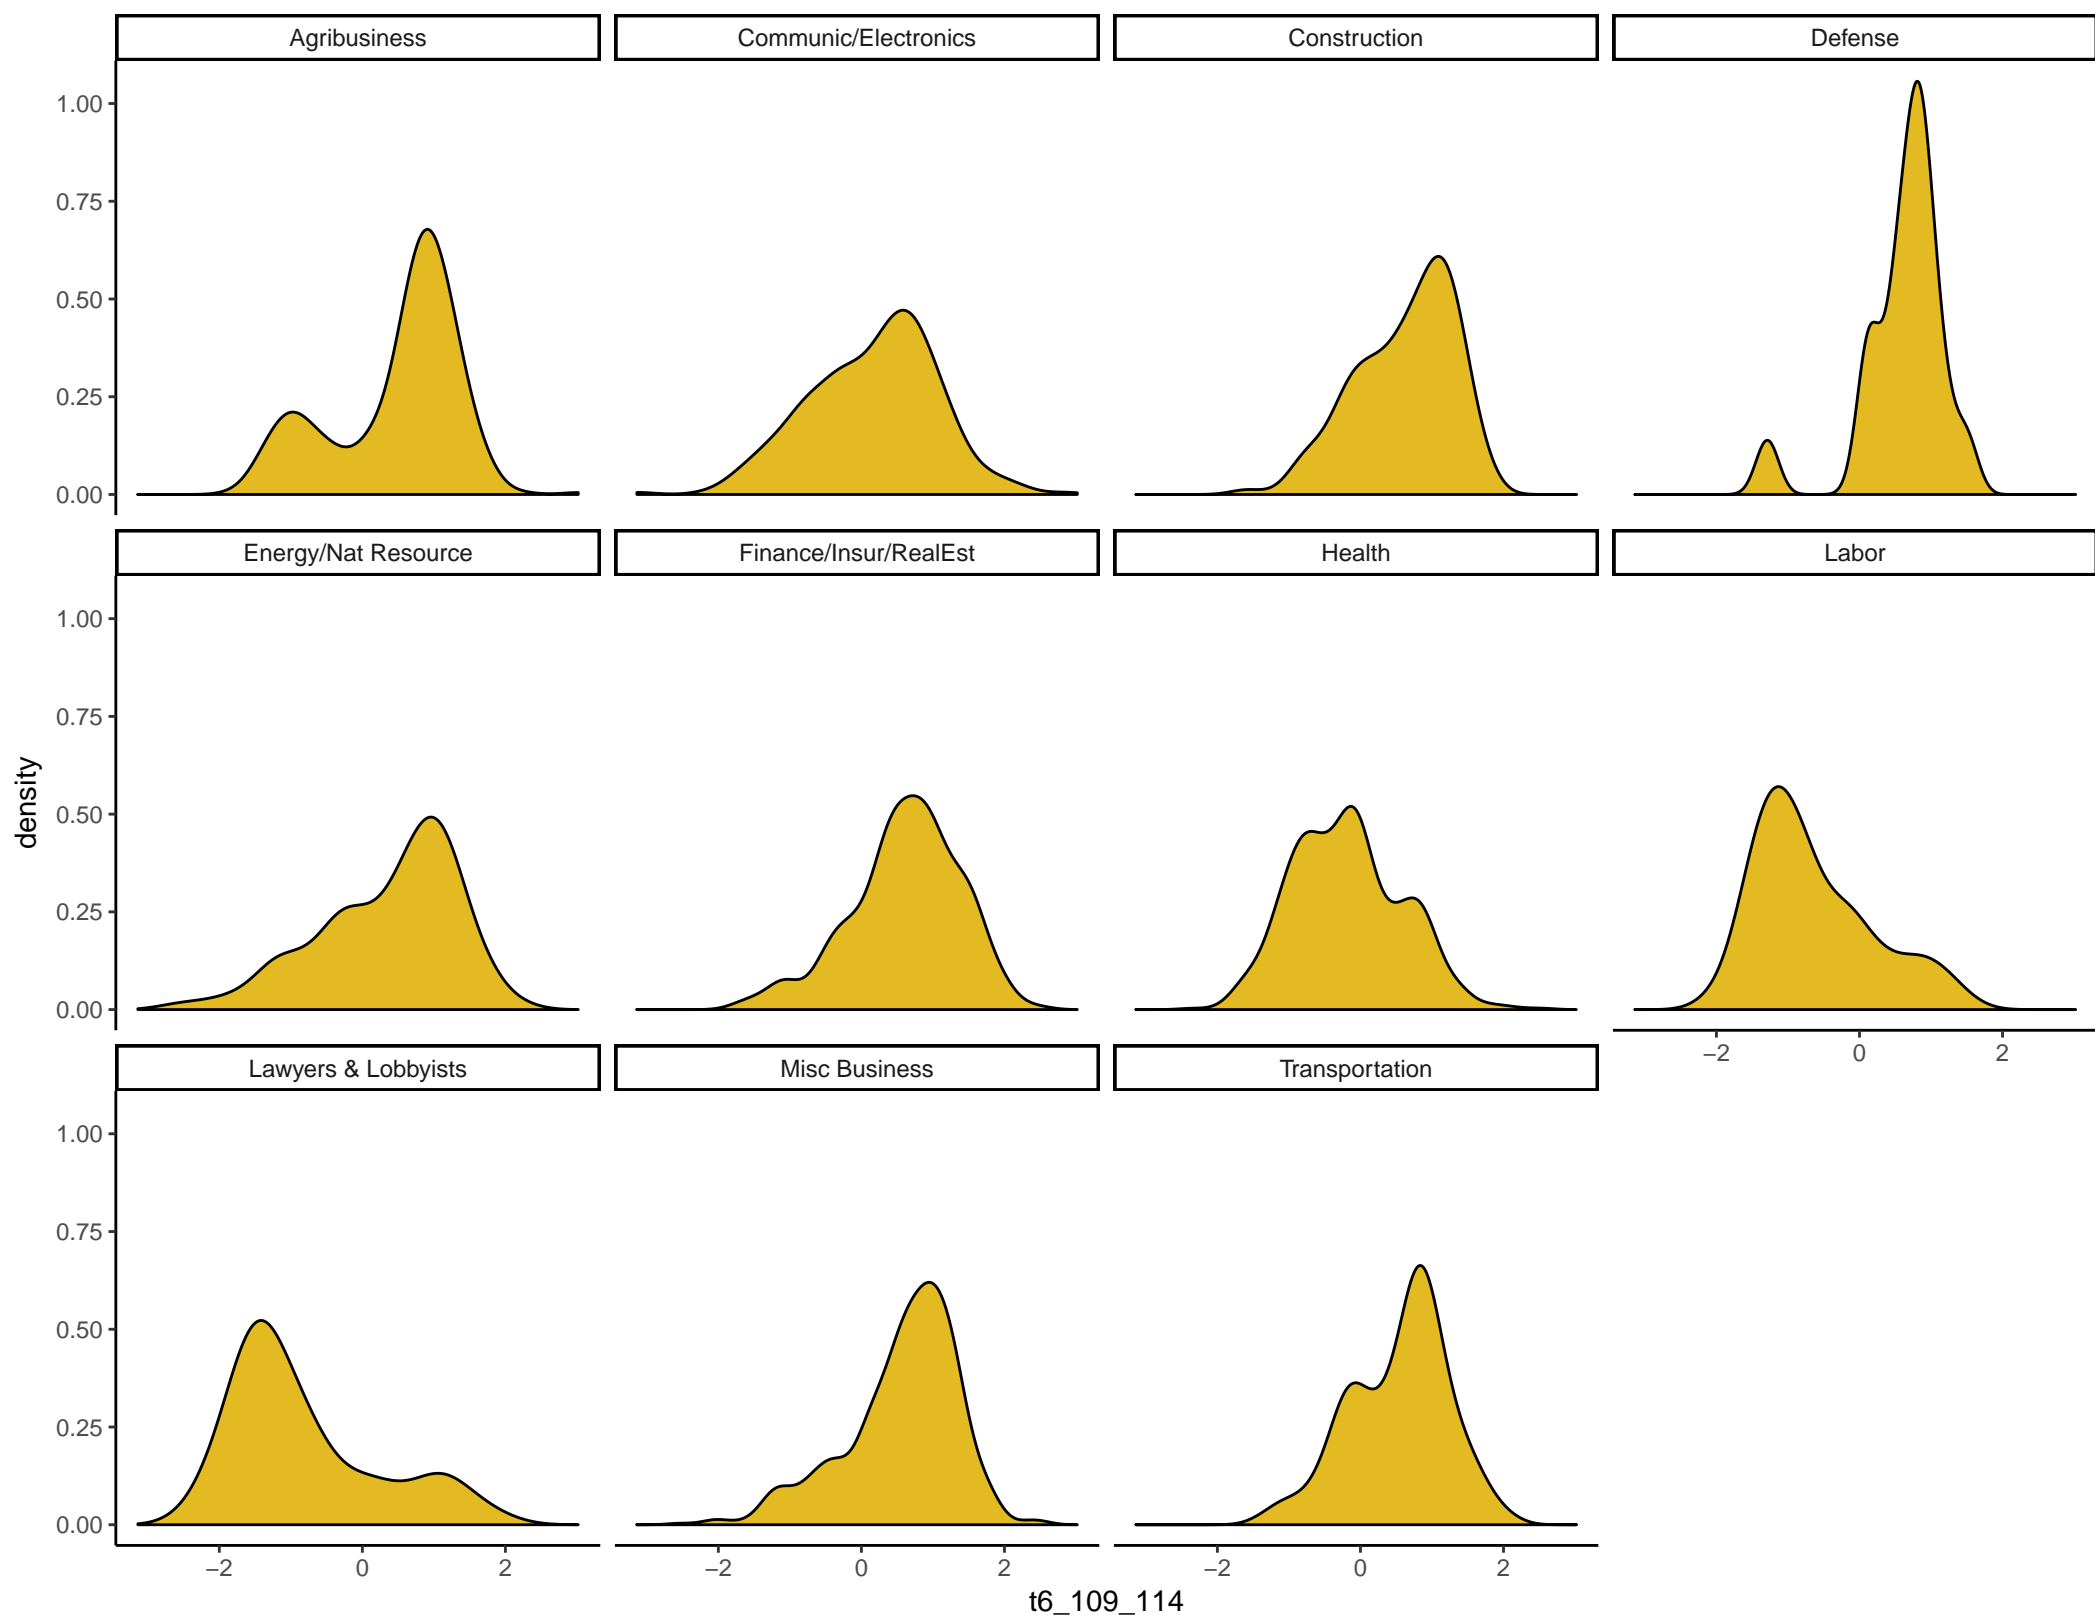 Agribusiness Communic/Electronics Construction Defense
1.00
0.75
0.50
0.25
0.00
Energy/Nat Resource Finance/Insur/RealEst Health Labor
1.00
0.75
0.50
0.25
0.00
−2 0 2
density
Lawyers & Lobbyists Misc Business Transportation
1.00
0.75
0.50
0.25
0.00
−2 0 2 −2 0 2 −2 0 2
t6_109_114